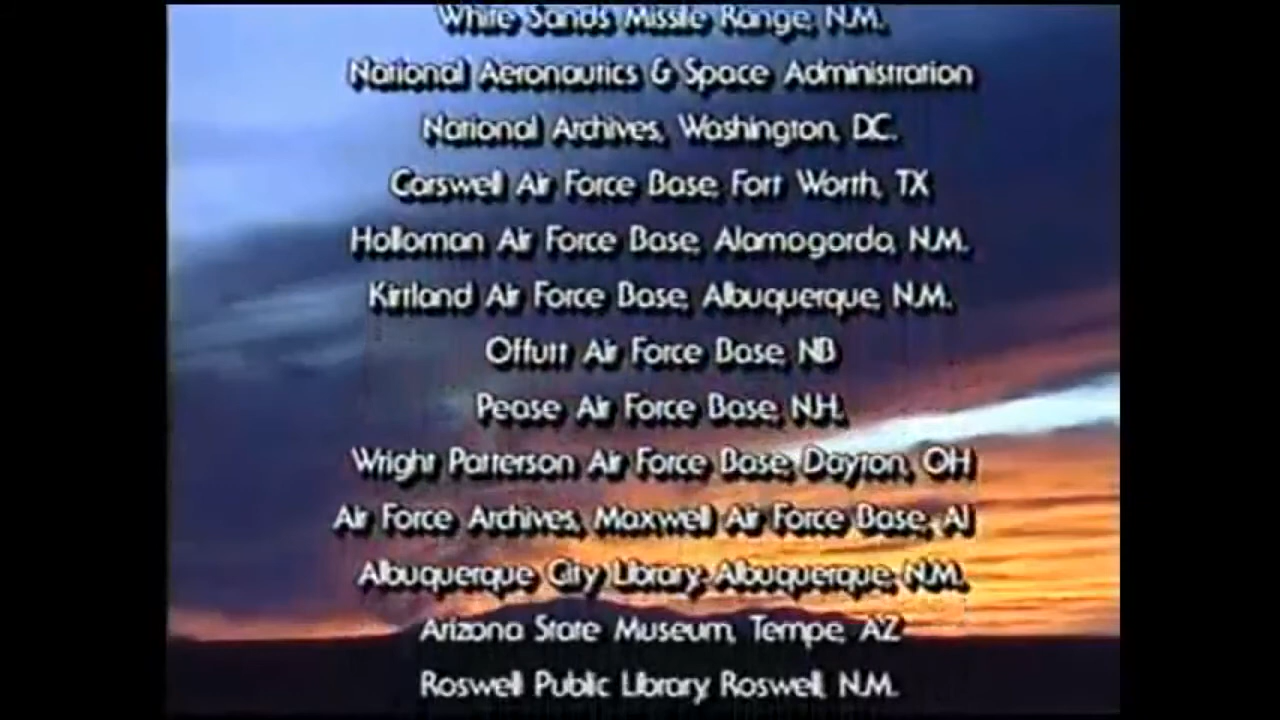 White Sands Missile Range, N.M.
National Aeronautics & Space Administration
National Archives, Washington, D.C.
Carswell Air Force Base, Fort Worth, TX
Holloman Air Force Base, Alamogordo, N.M.
Kirtland Air Force Base, Albuquerque, N.M.
Offutt Air Force Base, NB
Pease Air Force Base, N.H.
Wright Patterson Air Force Base, Dayton, OH
Air Force Archives, Maxwell Air Force Base, Al
Albuquerque City Library, Albuquerque, N.M.
Arizona State Museum, Tempe, AZ
Roswell Public Library, Roswell, N.M.